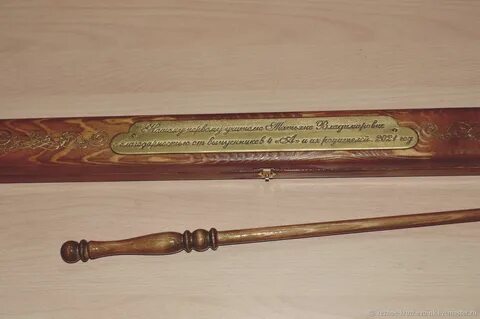 Нашему первому учителю Татьяне Владимировне
с благодарностью от выпускников 4 «А» и их родителей. 2021 год